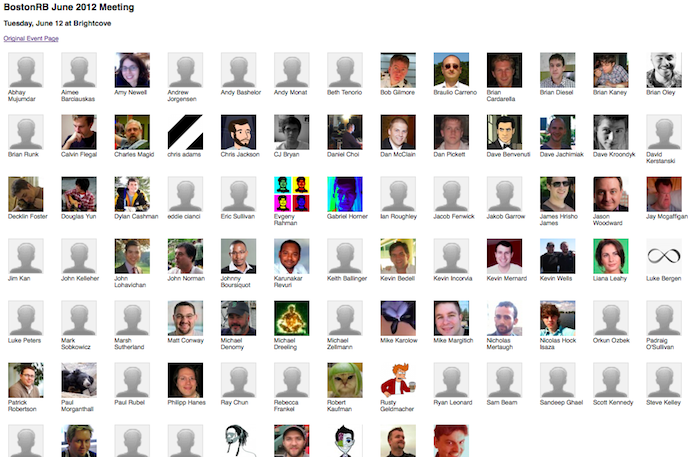 BostonRB June 2012 Meeting
Tuesday, June 12 at Brightcove
Original Event Page
Abhay Mujumdar
Aimee Barciauskas
Amy Newell
Andrew Jorgensen
Andy Bashelor
Andy Monat
Beth Tenorio
Bob Gilmore
Braulio Carreno
Brian Cardarella
Brian Diesel
Brian Kaney
Brian Oley
Brian Runk
Calvin Flegal
Charles Magid
chris adams
Chris Jackson
CJ Bryan
Daniel Choi
Dan McClain
Dan Pickett
Dave Benvenuti
Dave Jachimiak
Dave Kroondyk
David Kerstanski
Decklin Foster
Douglas Yun
Dylan Cashman
eddie cianci
Eric Sullivan
Evgeny Rahman
Gabriel Horner
Ian Roughley
Jacob Fenwick
Jakob Garrow
James Hrisho James
Jason Woodward
Jay Mcgaffigan
Jim Kan
John Kelleher
John Lohavichan
John Norman
Johnny Boursiquot
Karunakar Revuri
Keith Ballinger
Kevin Bedell
Kevin Incorvia
Kevin Mernard
Kevin Wells
Liana Leahy
Luke Bergen
Luke Peters
Mark Sobkowicz
Marsh Sutherland
Matt Conway
Michael Denomy
Michael Dreeling
Michael Zellmann
Mike Karolow
Mike Margitich
Nicholas Mertaugh
Nicolas Hock Isaza
Orkun Ozbek
Padraig O'Sullivan
Patrick Robertson
Paul Morganthall
Paul Rubel
Philipp Hanes
Ray Chun
Rebecca Frankel
Robert Kaufman
Rusty Geldmacher
Ryan Leonard
Sam Beam
Sandeep Ghael
Scott Kennedy
Steve Kelley